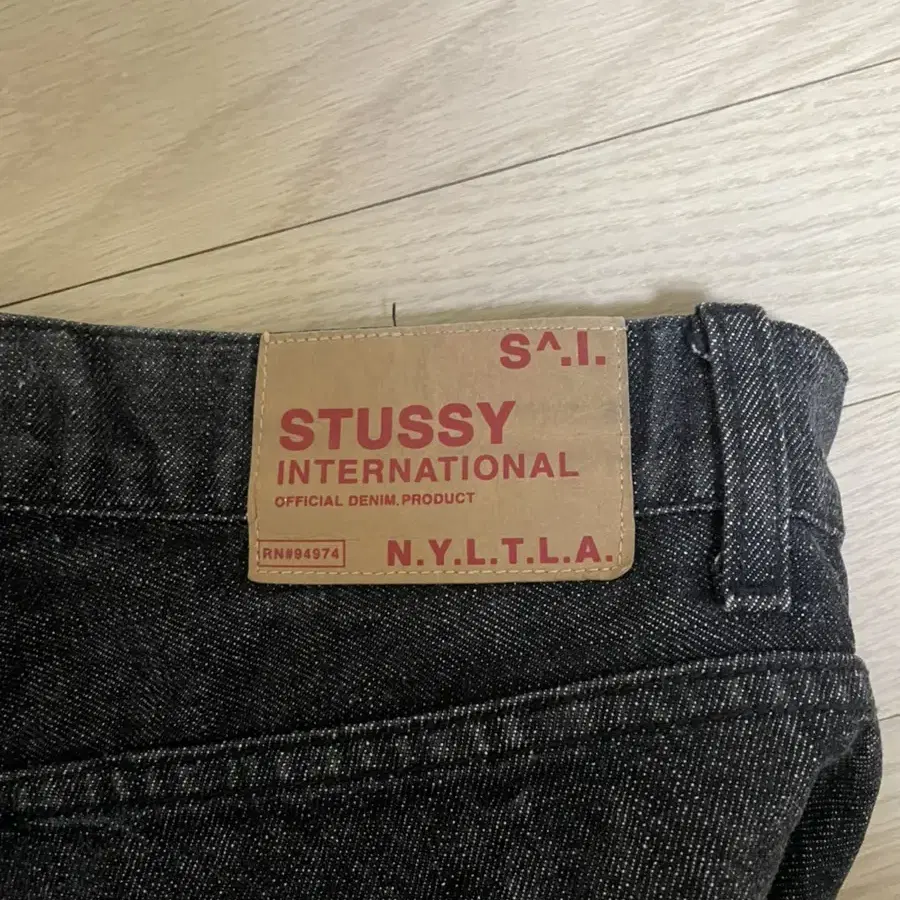 S^.I.
STUSSY
INTERNATIONAL
OFFICIAL DENIM.PRODUCT
RN#94974
N.Y.L.T.L.A.